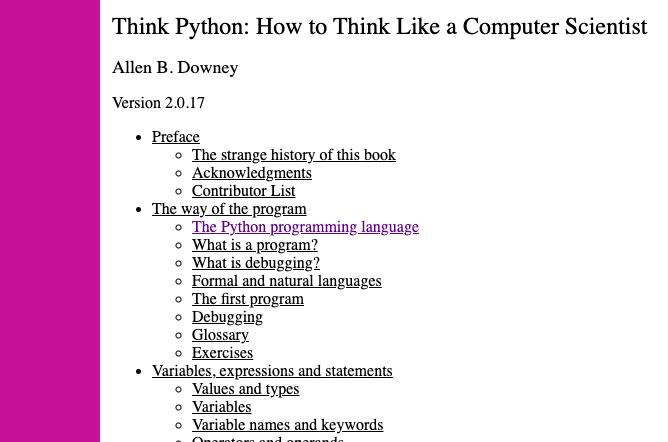 Think Python: How to Think Like a Computer Scientist
Allen B. Downey
Version 2.0.17
Preface
The strange history of this book
Acknowledgments
Contributor List
The way of the program
The Python programming language
What is a program?
What is debugging?
Formal and natural languages
The first program
Debugging
Glossary
Exercises
Variables, expressions and statements
Values and types
Variables
Variable names and keywords
Operators and operands